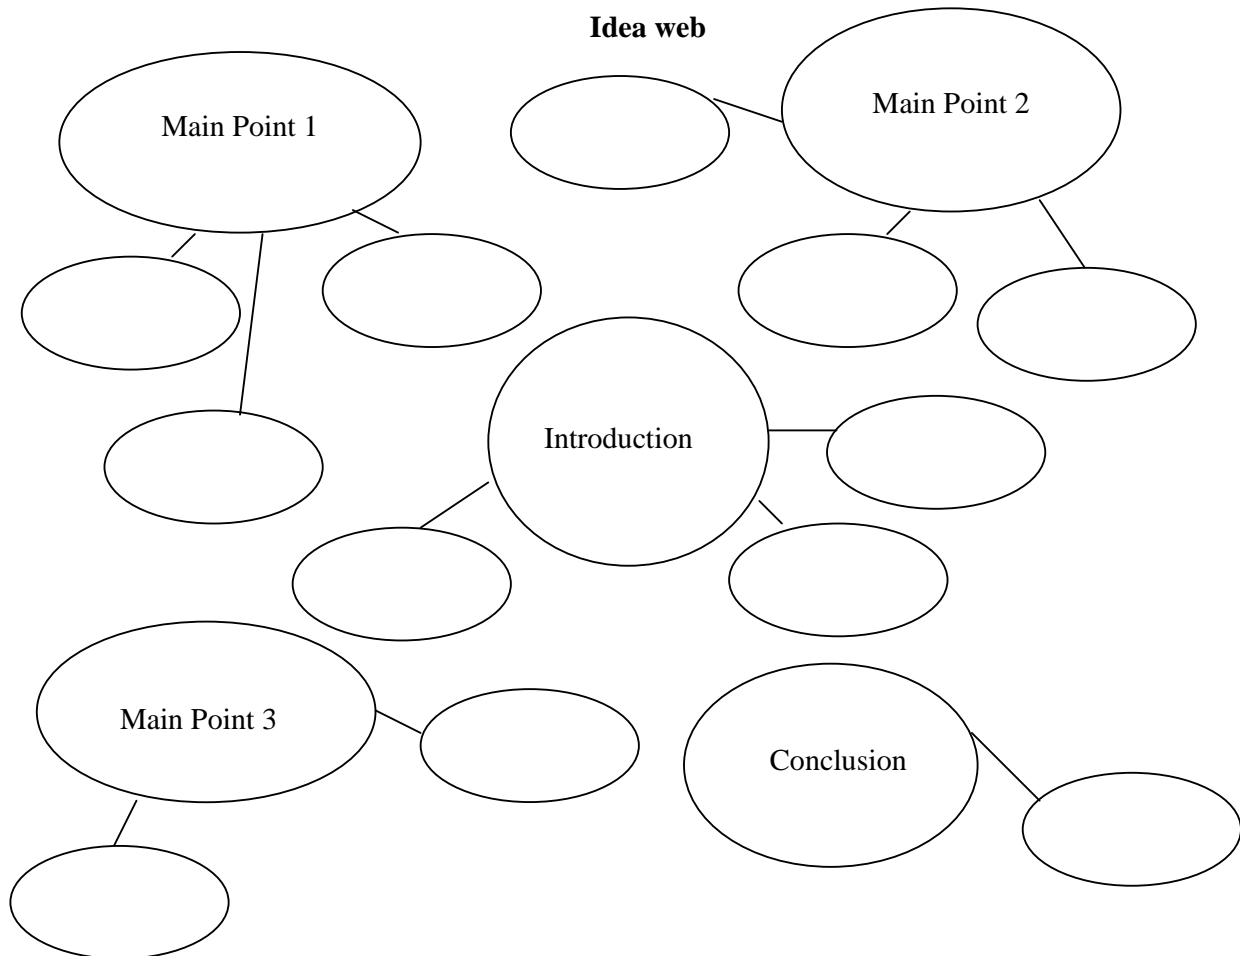 Idea web
Main Point 1
Main Point 2
Introduction
Main Point 3
Conclusion